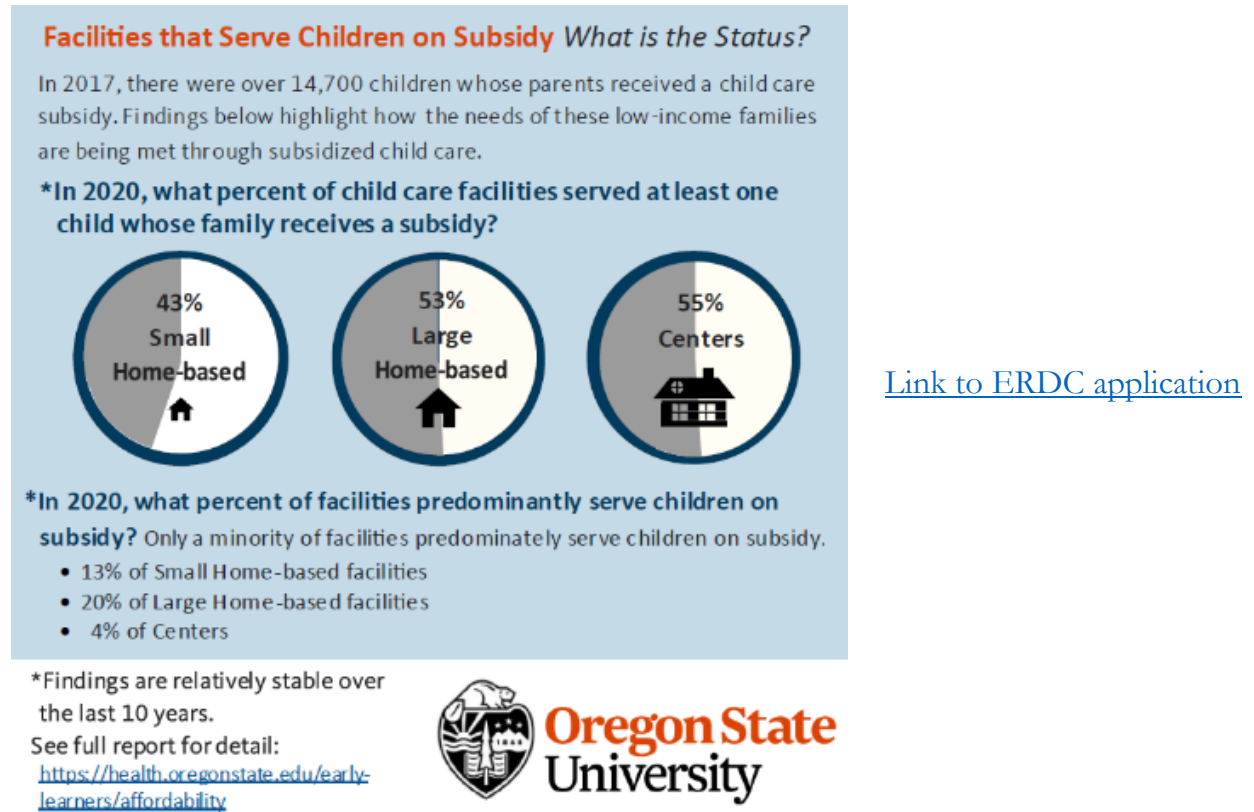 Facilities that Serve Children on Subsidy What is the Status?
In 2017, there were over 14,700 children whose parents received a child care
subsidy. Findings below highlight how the needs of these low-income families
are being met through subsidized child care.
*In 2020, what percent of child care facilities served at least one
child whose family receives a subsidy?
43%
Small
Home-based
53%
Large
Home-based
55%
Centers
Link to ERDC application
*In 2020, what percent of facilities predominantly serve children on
subsidy? Only a minority of facilities predominately serve children on subsidy.
• 13% of Small Home-based facilities
• 20% of Large Home-based facilities
• 4% of Centers
*Findings are relatively stable over
the last 10 years.
See full report for detail:
https://health.oregonstate.edu/early-
learners/affordability
Oregon State
University